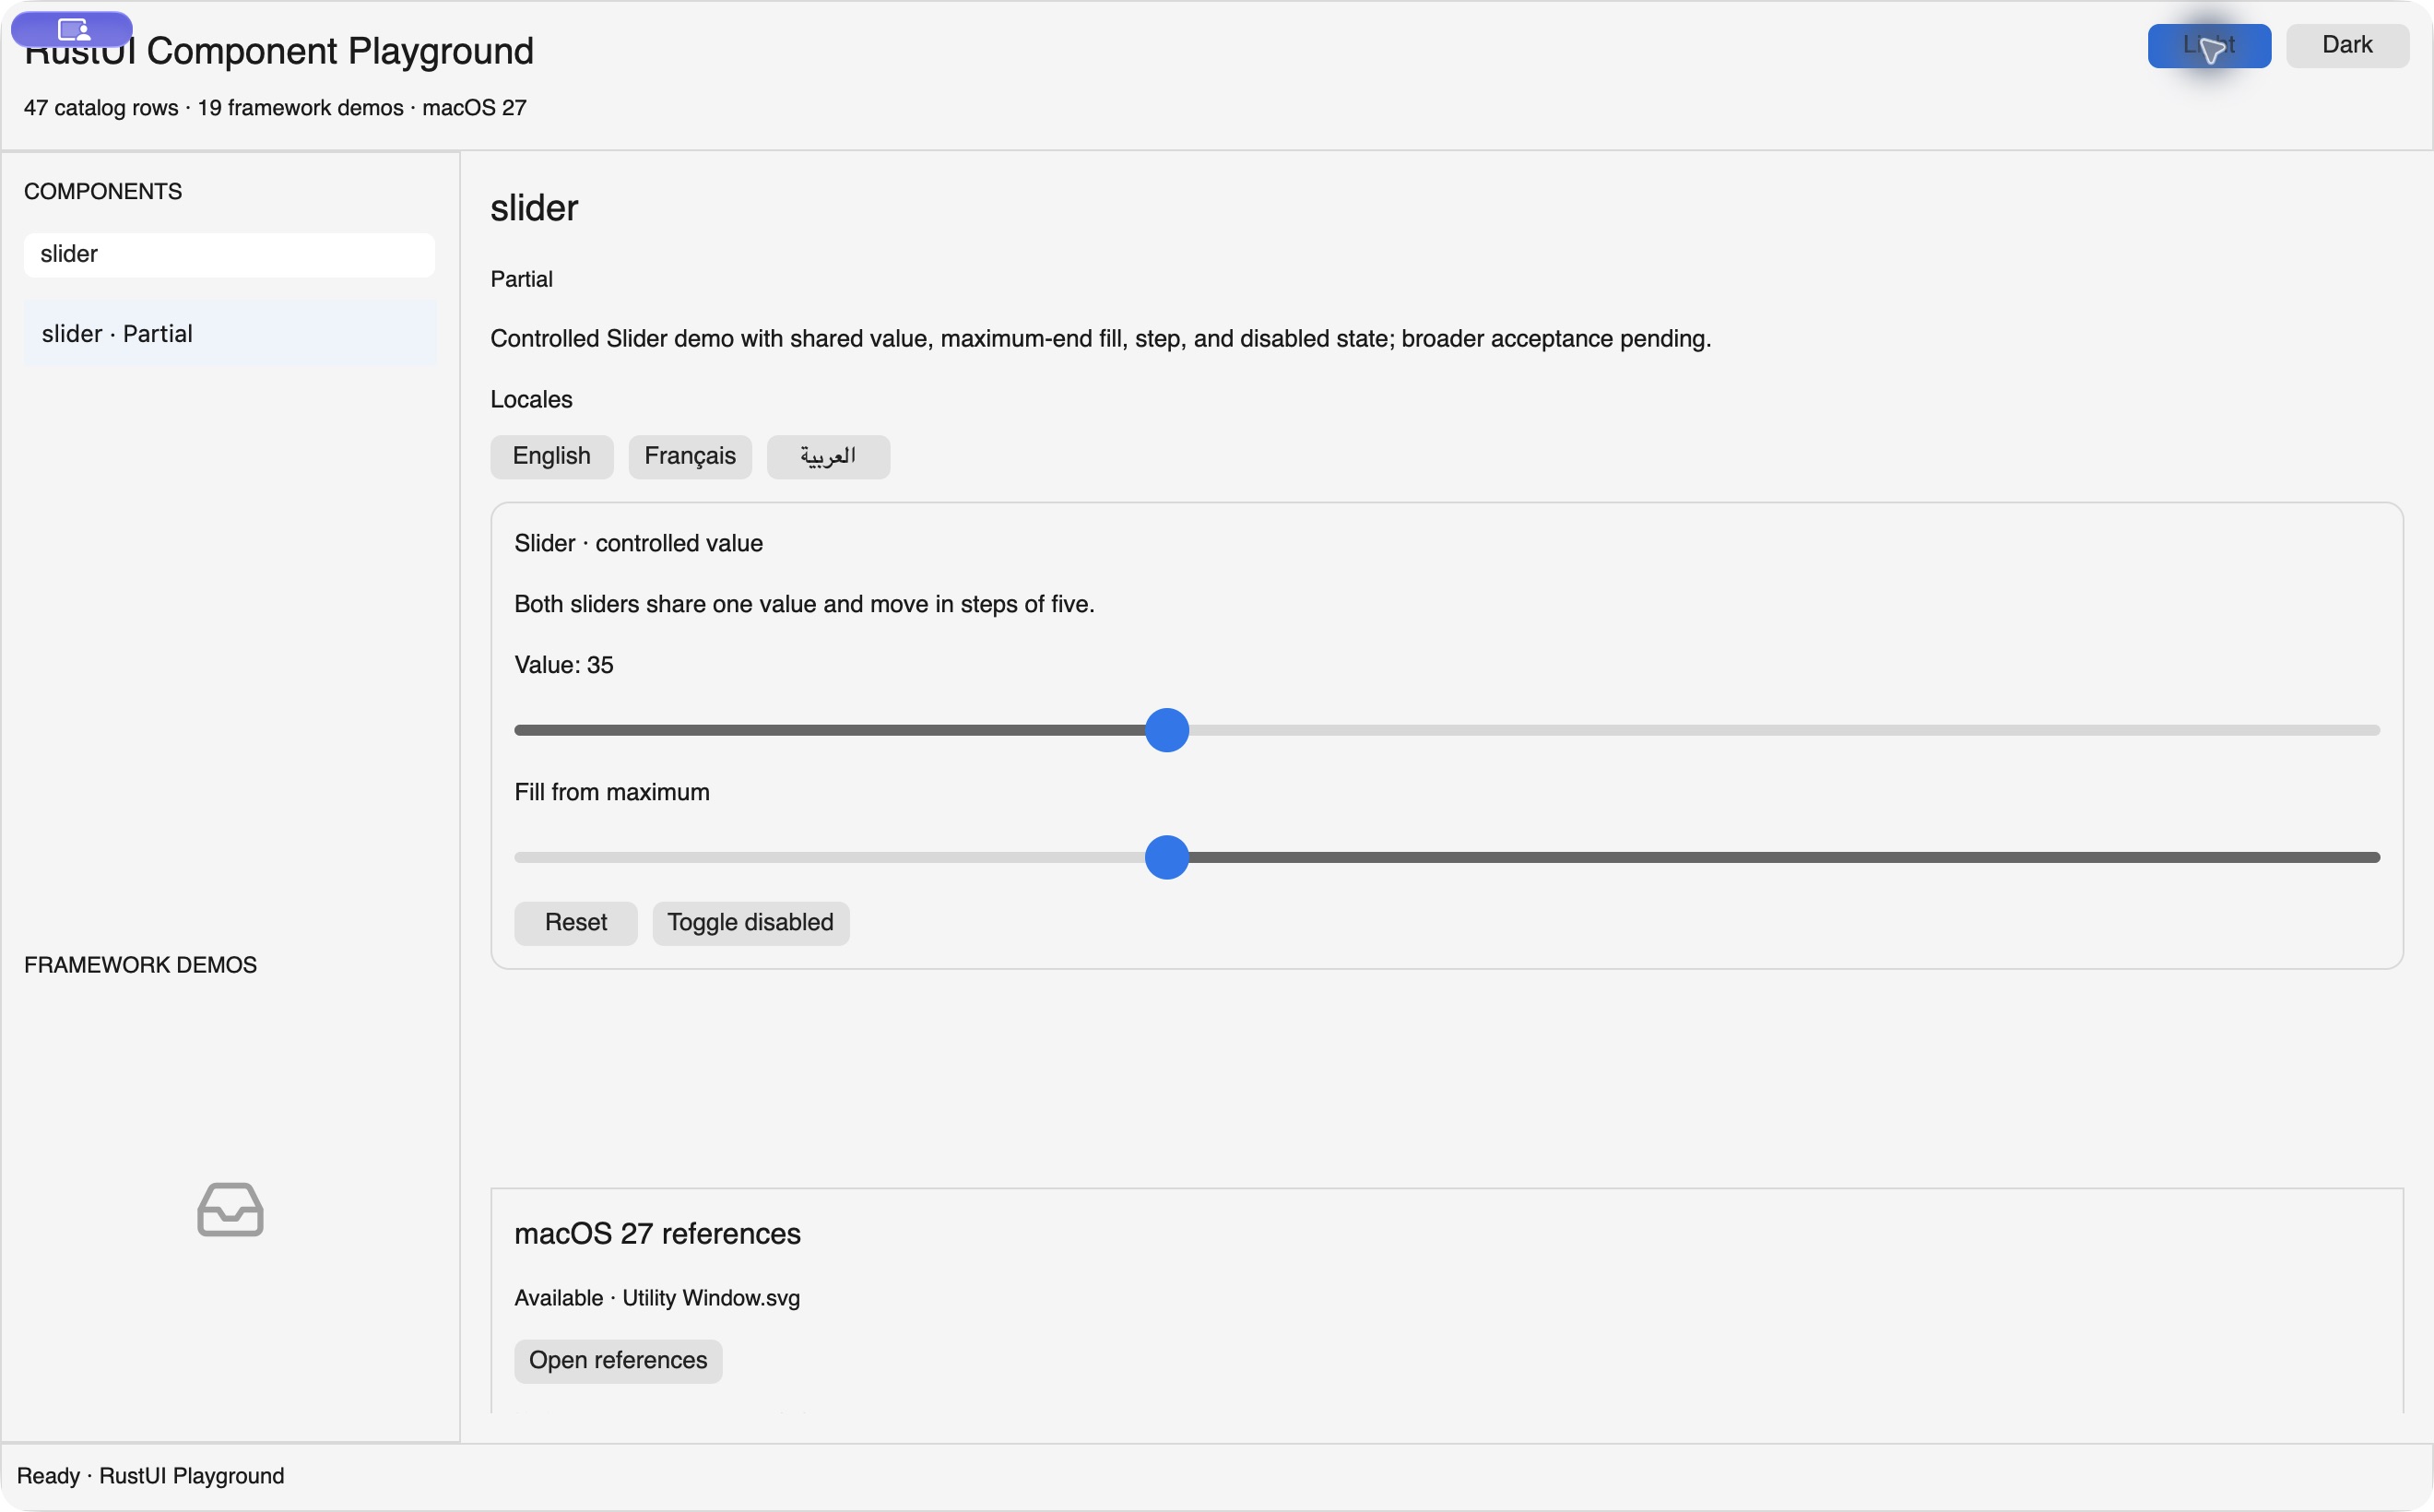 RustUI Component Playground
Light
Dark
47 catalog rows · 19 framework demos · macOS 27
COMPONENTS
slider
slider · Partial
FRAMEWORK DEMOS
slider
Partial
Controlled Slider demo with shared value, maximum-end fill, step, and disabled state; broader acceptance pending.
Locales
English
Français
العربية
Slider · controlled value
Both sliders share one value and move in steps of five.
Value: 35
Fill from maximum
Reset
Toggle disabled
macOS 27 references
Available · Utility Window.svg
Open references
Ready · RustUI Playground